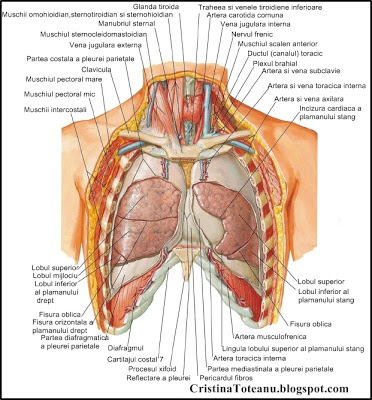 Glanda tiroida
Muschii omohioidian,sternotiroidian si sternohioidian
Manubriul sternal
Muschiul sternocleidomastoidian
Vena jugulara externa
Partea costala a pleurei parietale
Clavicula
Muschiul pectoral mare
Muschiul pectoral mic
Muschii intercostali
Traheea si venele tiroidiene inferioare
Artera carotida comuna
Vena jugulara interna
Nervul frenic
Muschiul scalen anterior
Ductul (canalul) toracic
Plexul brahial
Artera si vena subclavie
Artera si vena toracica interna
Artera si vena axilara
Incizura cardiaca a
plamanului stang
Lobul superior
Lobul mijlociu
Lobul inferior
al plamanului
drept
Fisura oblica
Fisura orizontala a
plamanului drept
Partea diafragmatica
a pleurei parietale
Diafragmul
Cartilajul costal 7
Procesul xifoid
Reflectare a pleurei
Lobul superior
Lobul inferior al
plamanului stang
Fisura oblica
Artera musculofrenica
Lingula lobului superior al plamanului stang
Artera toracica interna
Partea mediastinala a pleurei parietale
Pericardul fibros
CristinaToteanu.blogspot.com